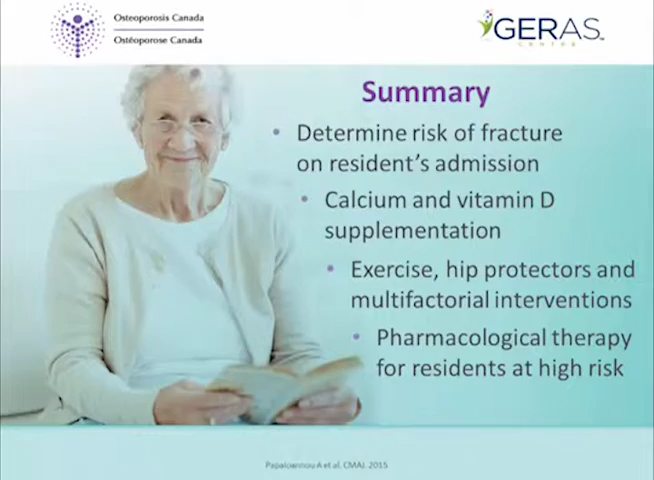 Osteoporosis Canada
Ostéoporose Canada
GERAS
CENTRE
Summary
• Determine risk of fracture
on resident's admission
• Calcium and vitamin D
supplementation
• Exercise, hip protectors and
multifactorial interventions
• Pharmacological therapy
for residents at high risk
A et al. CMAJ. 2015